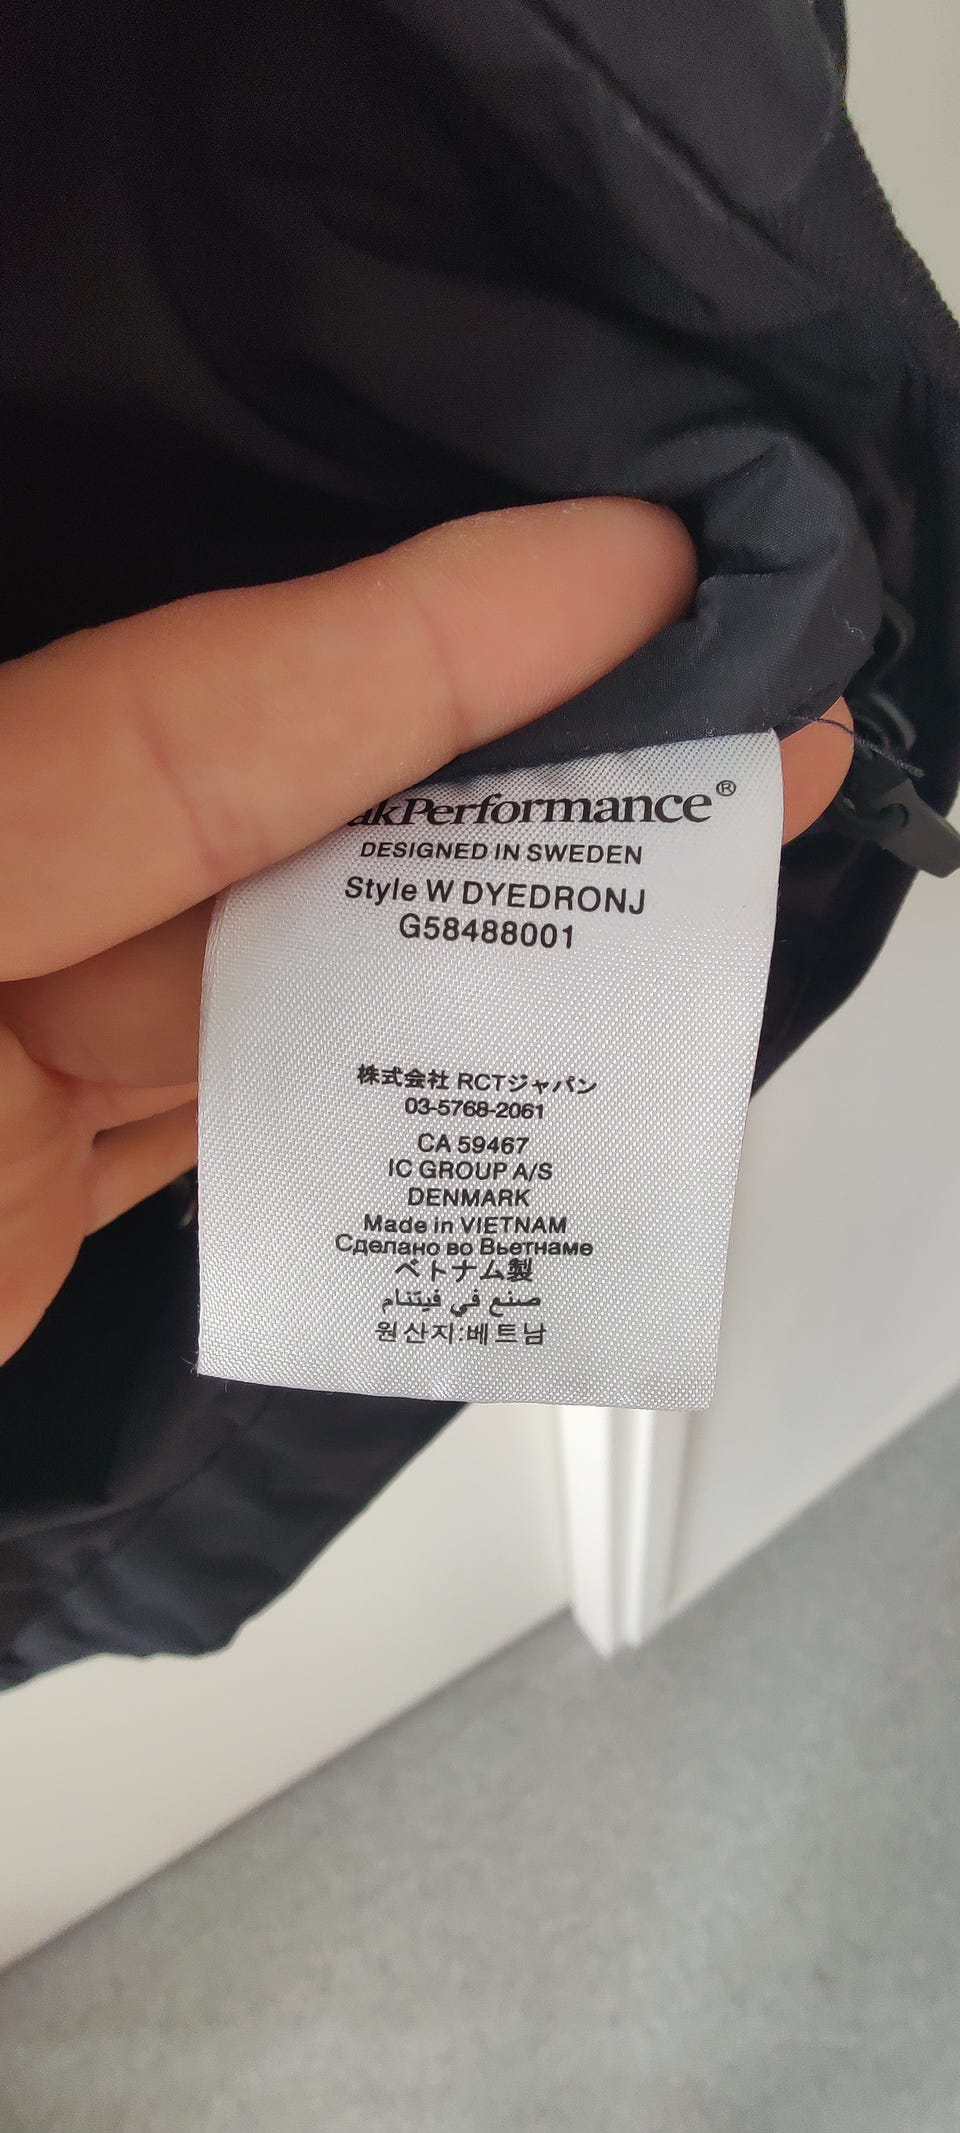 akPerformance®
DESIGNED IN SWEDEN
Style W DYEDRONJ
G58488001
株式会社 RCTジャパン
03-5768-2061
CA 59467
IC GROUP A/S
DENMARK
Made in VIETNAM
Сделано во Вьетнаме
ベトナム製
صنع في فيتنام
원산지:베트남